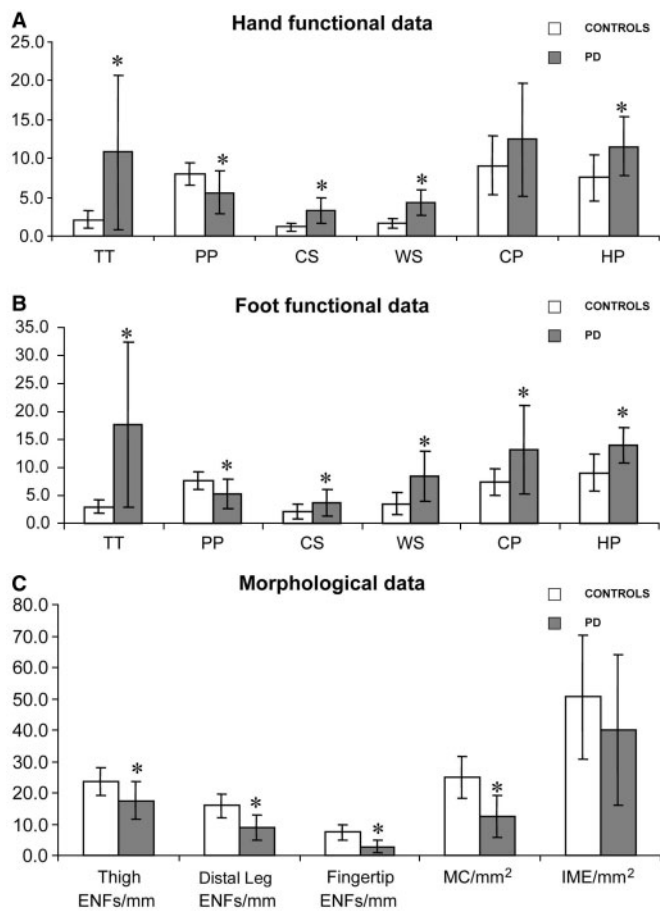 A Hand functional data
CONTROLS
PD
25.0
20.0
15.0
10.0
5.0
0.0
* * * * *
TT PP CS WS CP HP
B Foot functional data
CONTROLS
PD
35.0
30.0
25.0
20.0
15.0
10.0
5.0
0.0
* * * * * *
TT PP CS WS CP HP
C Morphological data
CONTROLS
PD
80.0
70.0
60.0
50.0
40.0
30.0
20.0
10.0
0.0
* * * *
Thigh Distal Leg Fingertip MC/mm² IME/mm²
ENFs/mm ENFs/mm ENFs/mm